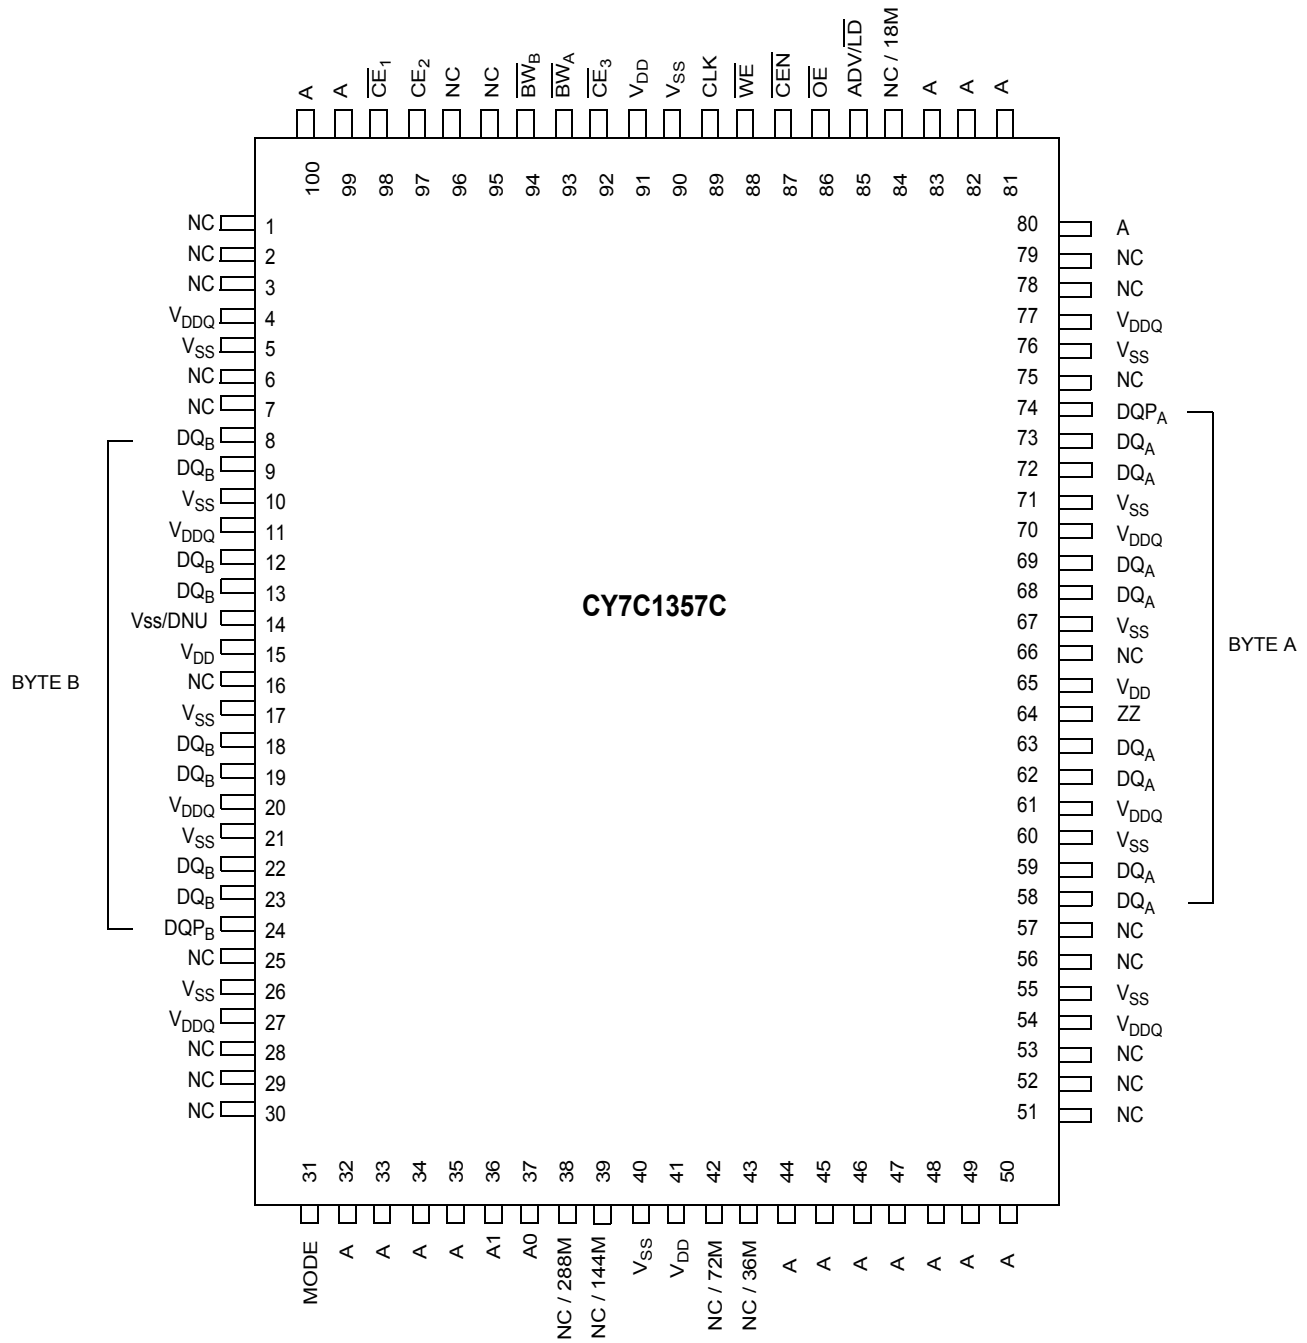 A A CE1 CE2 NC NC BWB BWA CE3 VDD VSS CLK WE CEN OE ADV/LD NC / 18M A A A
100 99 98 97 96 95 94 93 92 91 90 89 88 87 86 85 84 83 82 81
NC 1 80 A
NC 2 79 NC
NC 3 78 NC
VDDQ 4 77 VDDQ
VSS 5 76 VSS
NC 6 75 NC
NC 7 74 DQPA
DQB 8 73 DQA
DQB 9 72 DQA
VSS 10 71 VSS
VDDQ 11 70 VDDQ
DQB 12 69 DQA
DQB 13 68 DQA
CY7C1357C
Vss/DNU 14 67 VSS
VDD 15 66 NC
BYTE A
BYTE B
NC 16 65 VDD
VSS 17 64 ZZ
DQB 18 63 DQA
DQB 19 62 DQA
VDDQ 20 61 VDDQ
VSS 21 60 VSS
DQB 22 59 DQA
DQB 23 58 DQA
DQPB 24 57 NC
NC 25 56 NC
VSS 26 55 VSS
VDDQ 27 54 VDDQ
NC 28 53 NC
NC 29 52 NC
NC 30 51 NC
31 32 33 34 35 36 37 38 39 40 41 42 43 44 45 46 47 48 49 50
MODE A A A A A1 A0 NC / 288M NC / 144M VSS VDD NC / 72M NC / 36M A A A A A A A